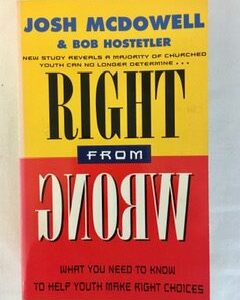 JOSH MCDOWELL
& BOB HOSTETLER
NEW STUDY REVEALS A MAJORITY OF CHURCHED
YOUTH CAN NO LONGER DETERMINE . . .
RIGHT
FROM
WRONG
WHAT YOU NEED TO KNOW
TO HELP YOUTH MAKE RIGHT CHOICES